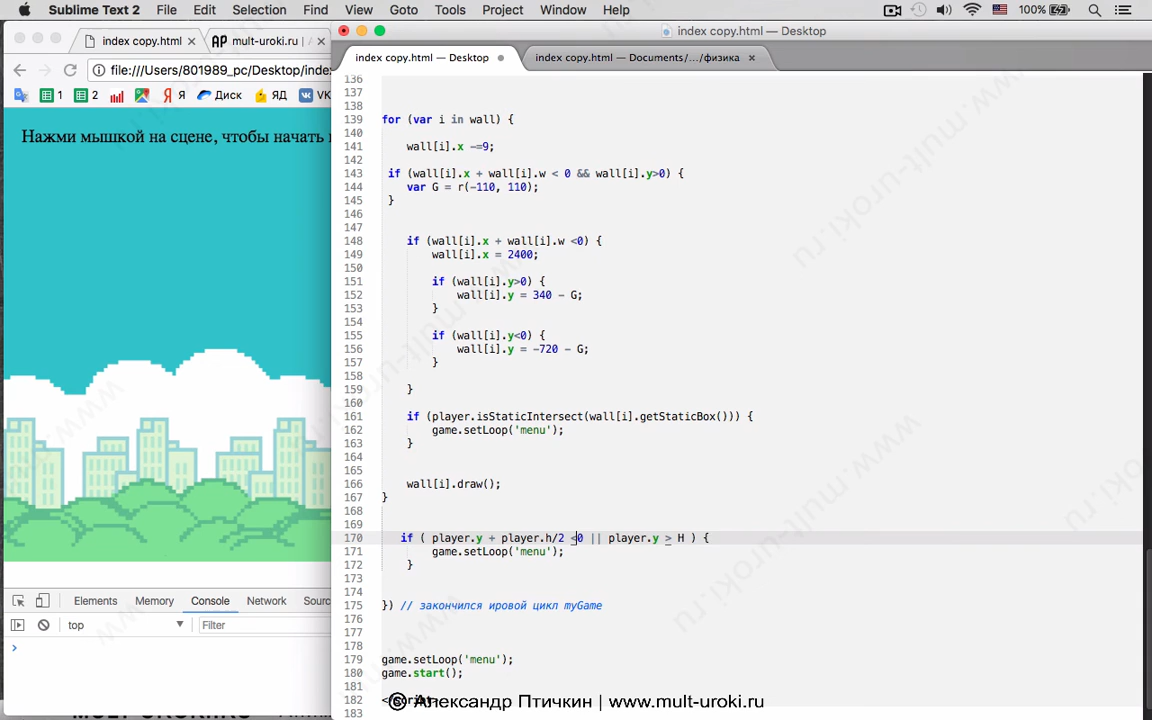 Sublime Text 2 File Edit Selection Find View Goto Tools Project Window Help 100%
index copy.html × AP mult-uroki.ru | ×
index copy.html — Desktop
file:///Users/801989_pc/Desktop/inde
index copy.html — Desktop
index copy.html — Documents/.../физика ×
1 2 Я Я Диск ЯД VK
Нажми мышкой на сцене, чтобы начать
136
137
138
139 for (var i in wall) {
140
141 wall[i].x -=9;
142
143 if (wall[i].x + wall[i].w < 0 && wall[i].y>0) {
144 var G = r(-110, 110);
145 }
146
147
148 if (wall[i].x + wall[i].w <0) {
149 wall[i].x = 2400;
150
151 if (wall[i].y>0) {
152 wall[i].y = 340 - G;
153 }
154
155 if (wall[i].y<0) {
156 wall[i].y = -720 - G;
157 }
158
159 }
160
161 if (player.isStaticIntersect(wall[i].getStaticBox())) {
162 game.setLoop('menu');
163 }
164
165
166 wall[i].draw();
167 }
168
169
170 if ( player.y + player.h/2 <0 || player.y > H ) {
171 game.setLoop('menu');
172 }
173
174
175 }) // закончился ировой цикл myGame
176
177
178
179 game.setLoop('menu');
180 game.start();
181
182 </script>
183
Elements Memory Console Network Sourc
top Filter
© Александр Птичкин | www.mult-uroki.ru
www.mult-uroki.ru